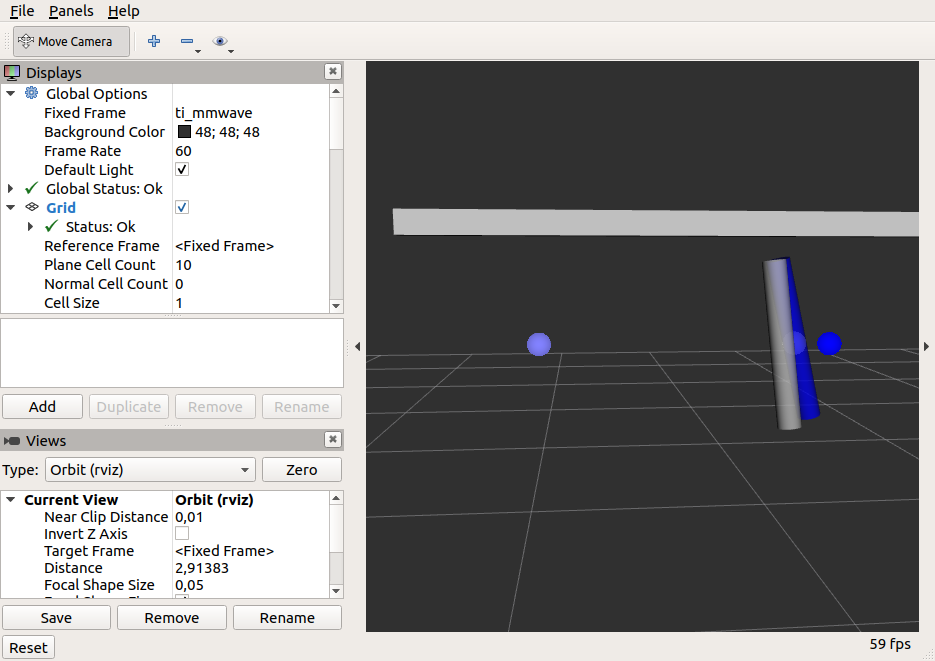 File Panels Help
Move Camera
Displays
Global Options
Fixed Frame ti_mmwave
Background Color 48; 48; 48
Frame Rate 60
Default Light
Global Status: Ok
Grid
Status: Ok
Reference Frame <Fixed Frame>
Plane Cell Count 10
Normal Cell Count 0
Cell Size 1
Add Duplicate Remove Rename
Views
Type: Orbit (rviz) Zero
Current View Orbit (rviz)
Near Clip Distance 0,01
Invert Z Axis
Target Frame <Fixed Frame>
Distance 2,91383
Focal Shape Size 0,05
Save Remove Rename
Reset
59 fps